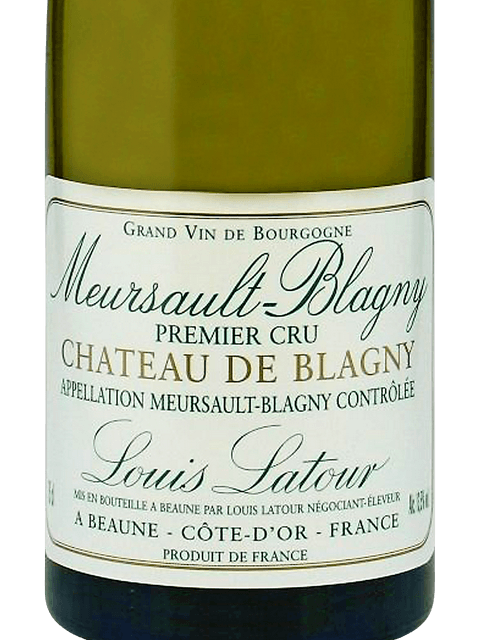 GRAND VIN DE BOURGOGNE
Meursault-Blagny
PREMIER CRU
CHATEAU DE BLAGNY
APPELLATION MEURSAULT-BLAGNY CONTRÔLÉE
Louis Latour
MIS EN BOUTEILLE A BEAUNE PAR LOUIS LATOUR NÉGOCIANT-ÉLEVEUR
A BEAUNE - CÔTE-D'OR - FRANCE
PRODUIT DE FRANCE